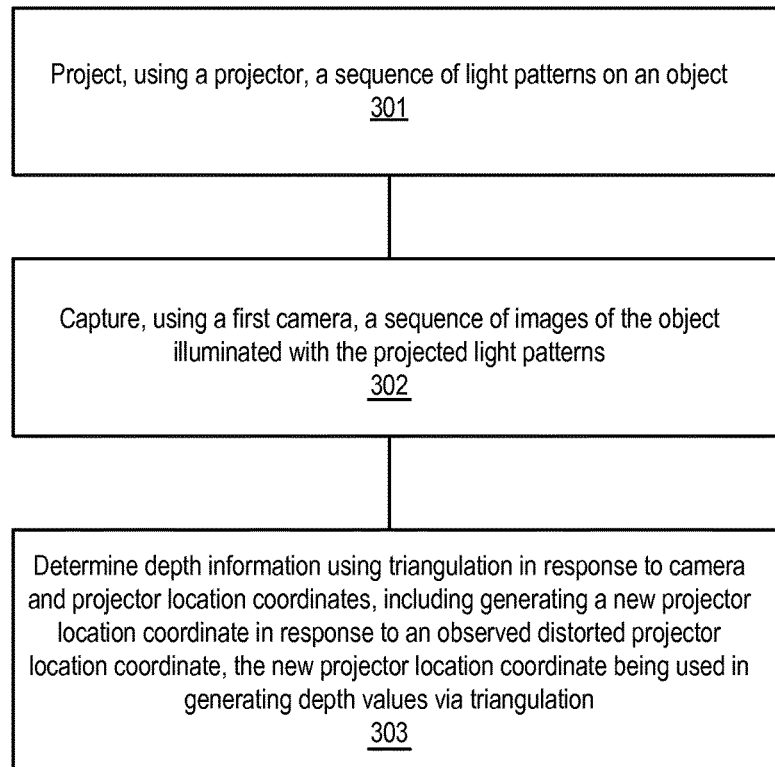 Project, using a projector, a sequence of light patterns on an object
301
Capture, using a first camera, a sequence of images of the object
illuminated with the projected light patterns
302
Determine depth information using triangulation in response to camera
and projector location coordinates, including generating a new projector
location coordinate in response to an observed distorted projector
location coordinate, the new projector location coordinate being used in
generating depth values via triangulation
303